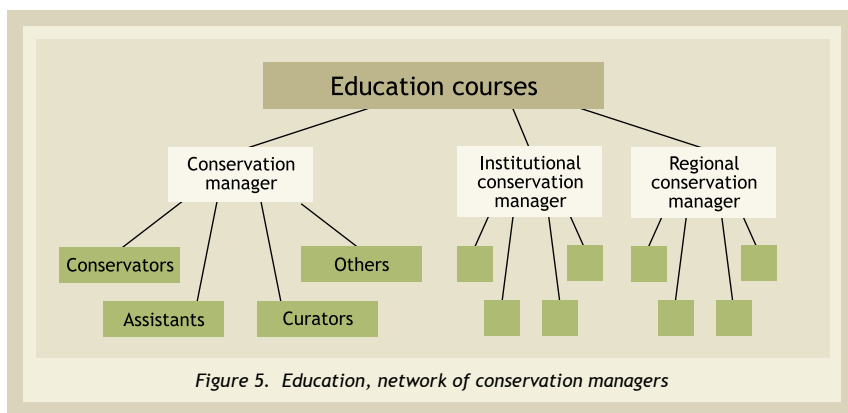 Education courses
Conservation
manager
Institutional
conservation
manager
Regional
conservation
manager
Conservators
Others
Assistants
Curators
Figure 5. Education, network of conservation managers